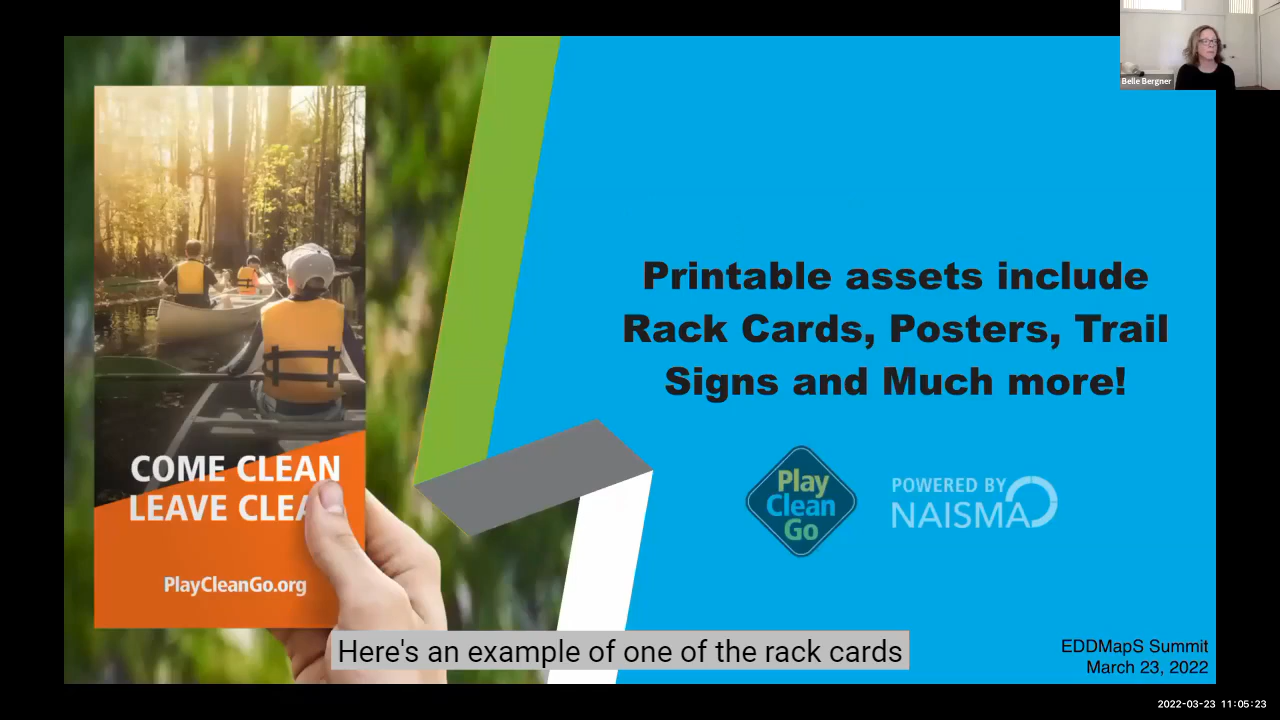 Belle Bergner
COME CLEAN
LEAVE CLEA
PlayCleanGo.org
Printable assets include
Rack Cards, Posters, Trail
Signs and Much more!
Play
Clean
Go
POWERED BY
NAISMA
Here's an example of one of the rack cards
EDDMapS Summit
March 23, 2022
2022-03-23 11:05:23